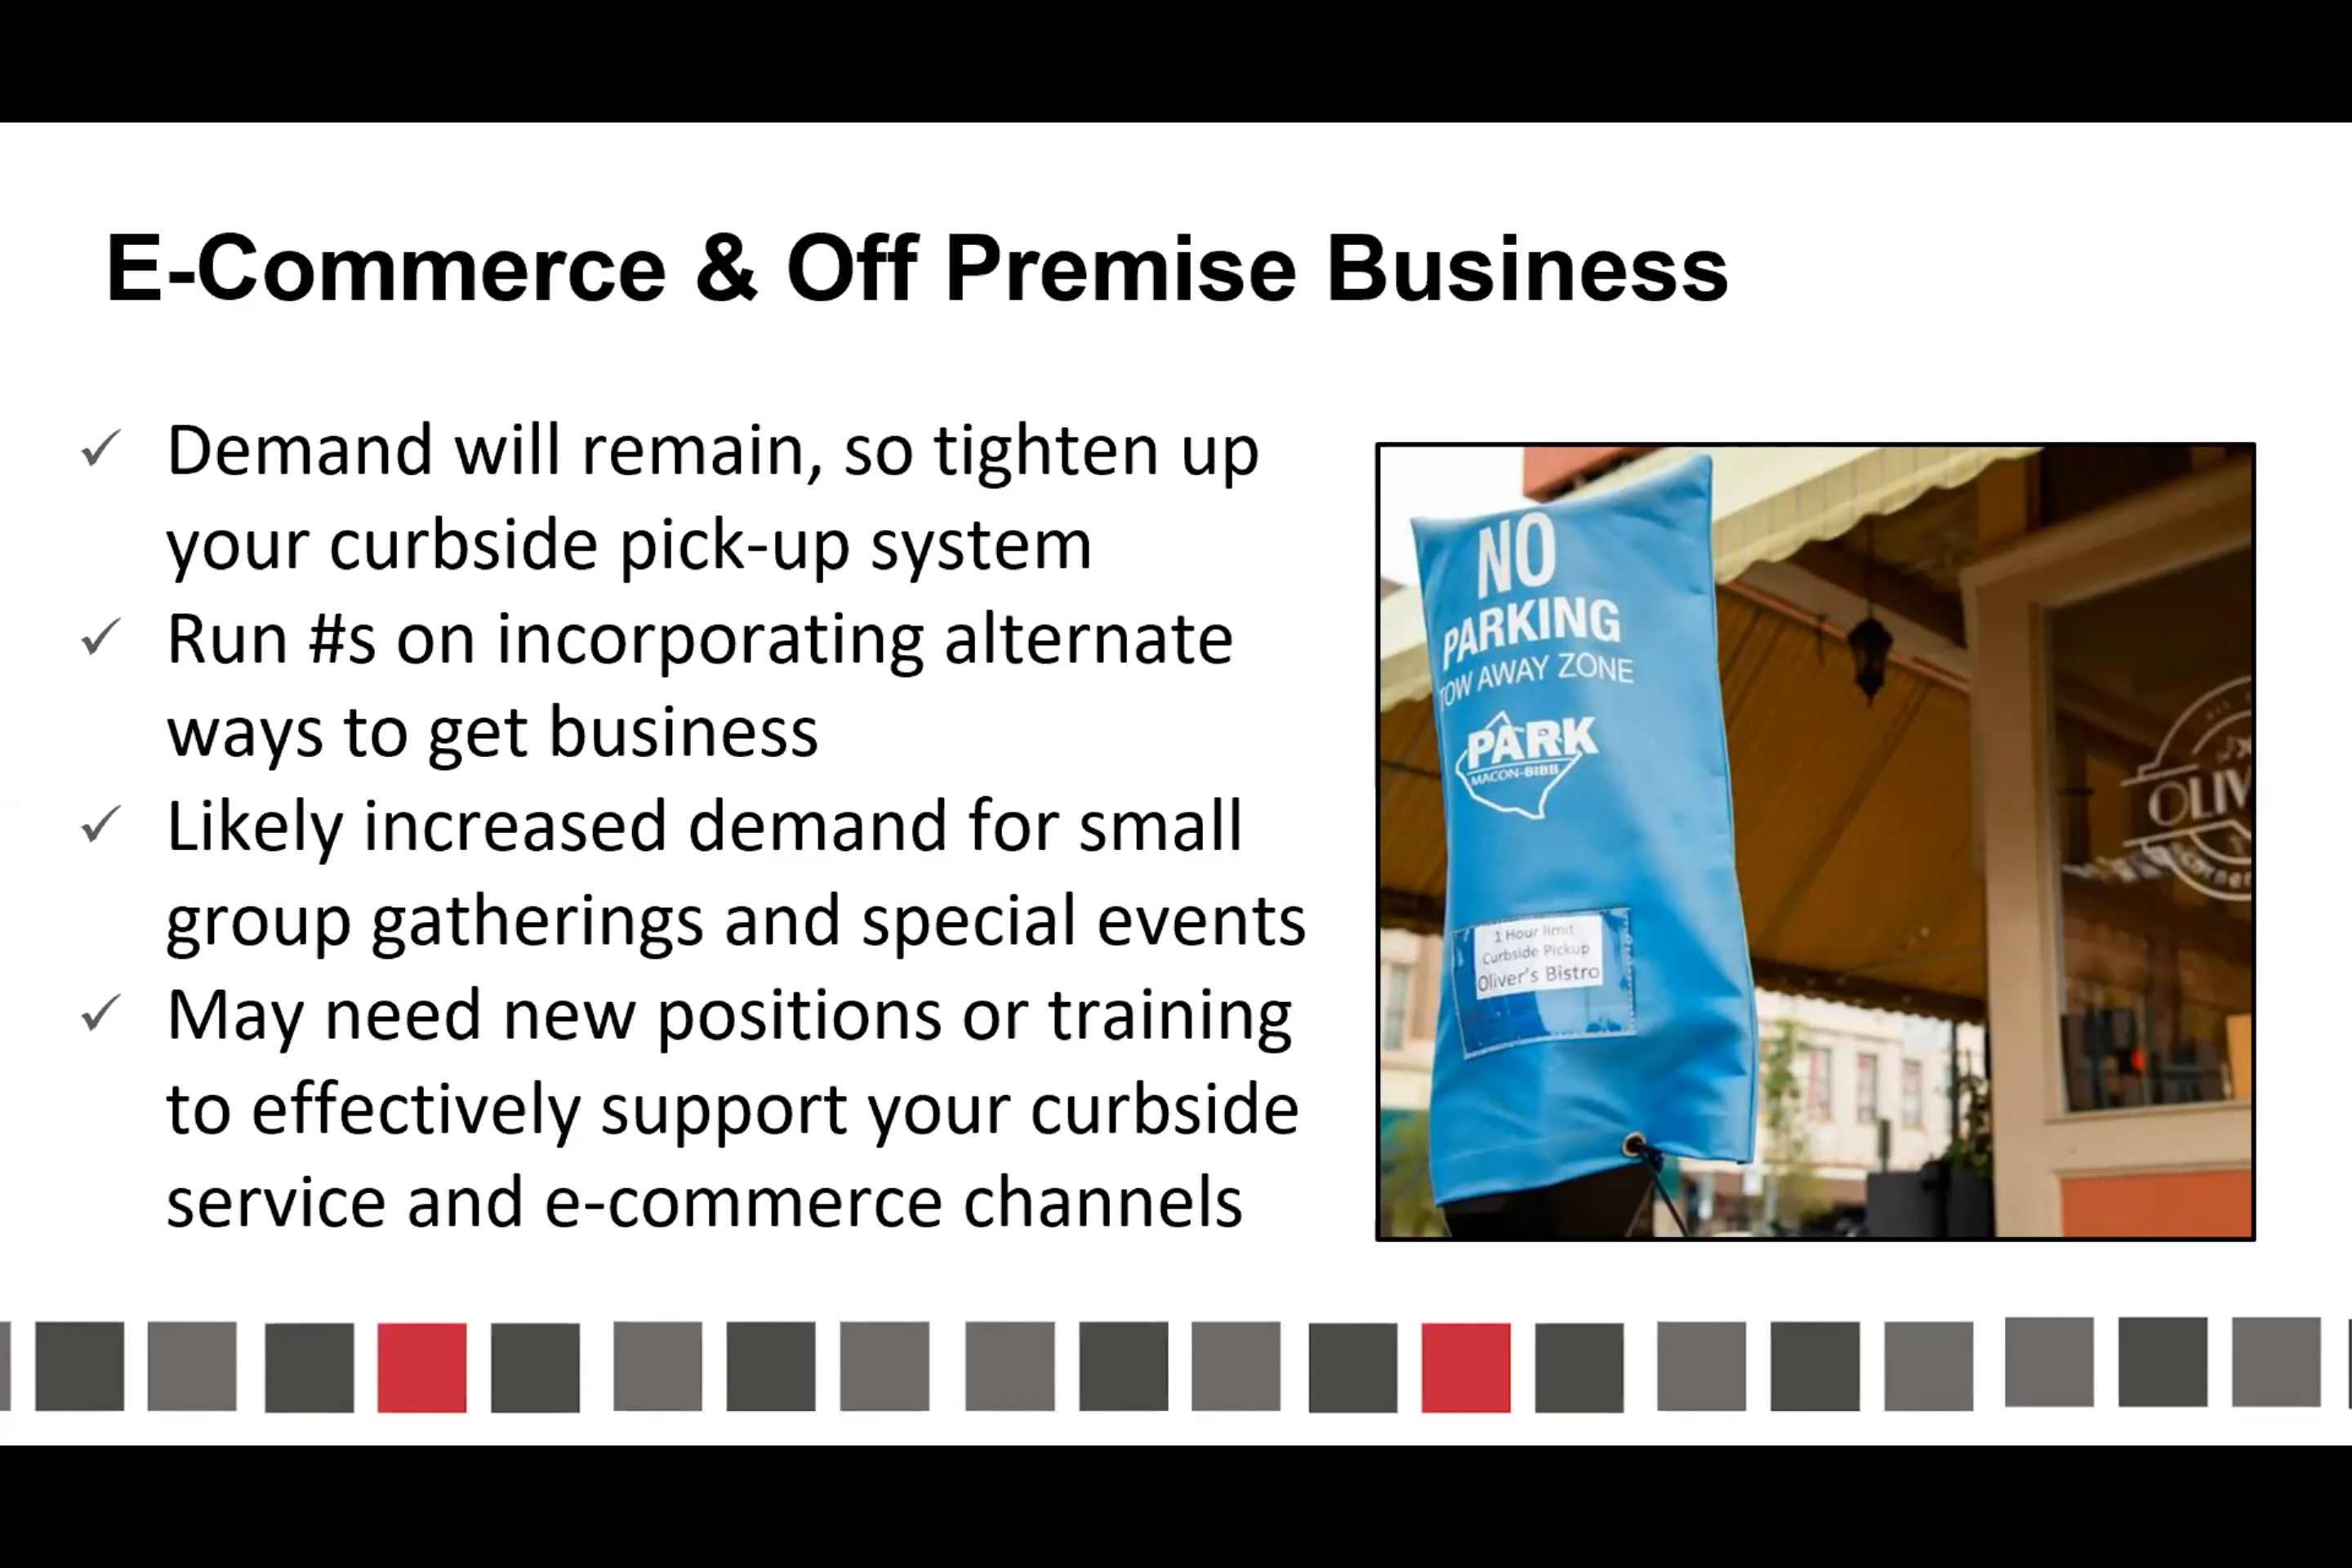 E-Commerce & Off Premise Business
Demand will remain, so tighten up
your curbside pick-up system
Run #s on incorporating alternate
ways to get business
Likely increased demand for small
group gatherings and special events
May need new positions or training
to effectively support your curbside
service and e-commerce channels
NO
PARKING
TOW AWAY ZONE
PARK
MACON-BIBB
1 Hour limit
Curbside Pickup
Oliver's Bistro
OLIV